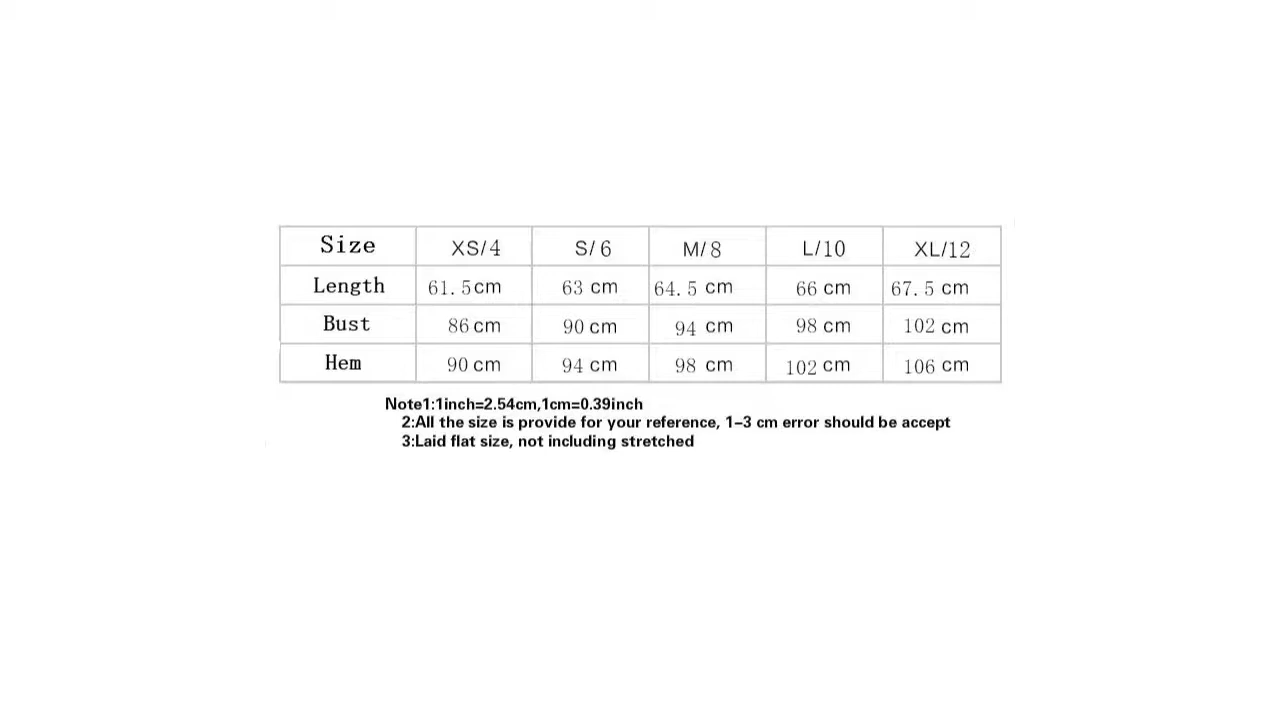 Size XS/4 S/6 M/8 L/10 XL/12
Length 61.5cm 63 cm 64.5 cm 66 cm 67.5 cm
Bust 86 cm 90 cm 94 cm 98 cm 102 cm
Hem 90 cm 94 cm 98 cm 102 cm 106 cm
Note1:1inch=2.54cm,1cm=0.39inch
2:All the size is provide for your reference, 1-3 cm error should be accept
3:Laid flat size, not including stretched